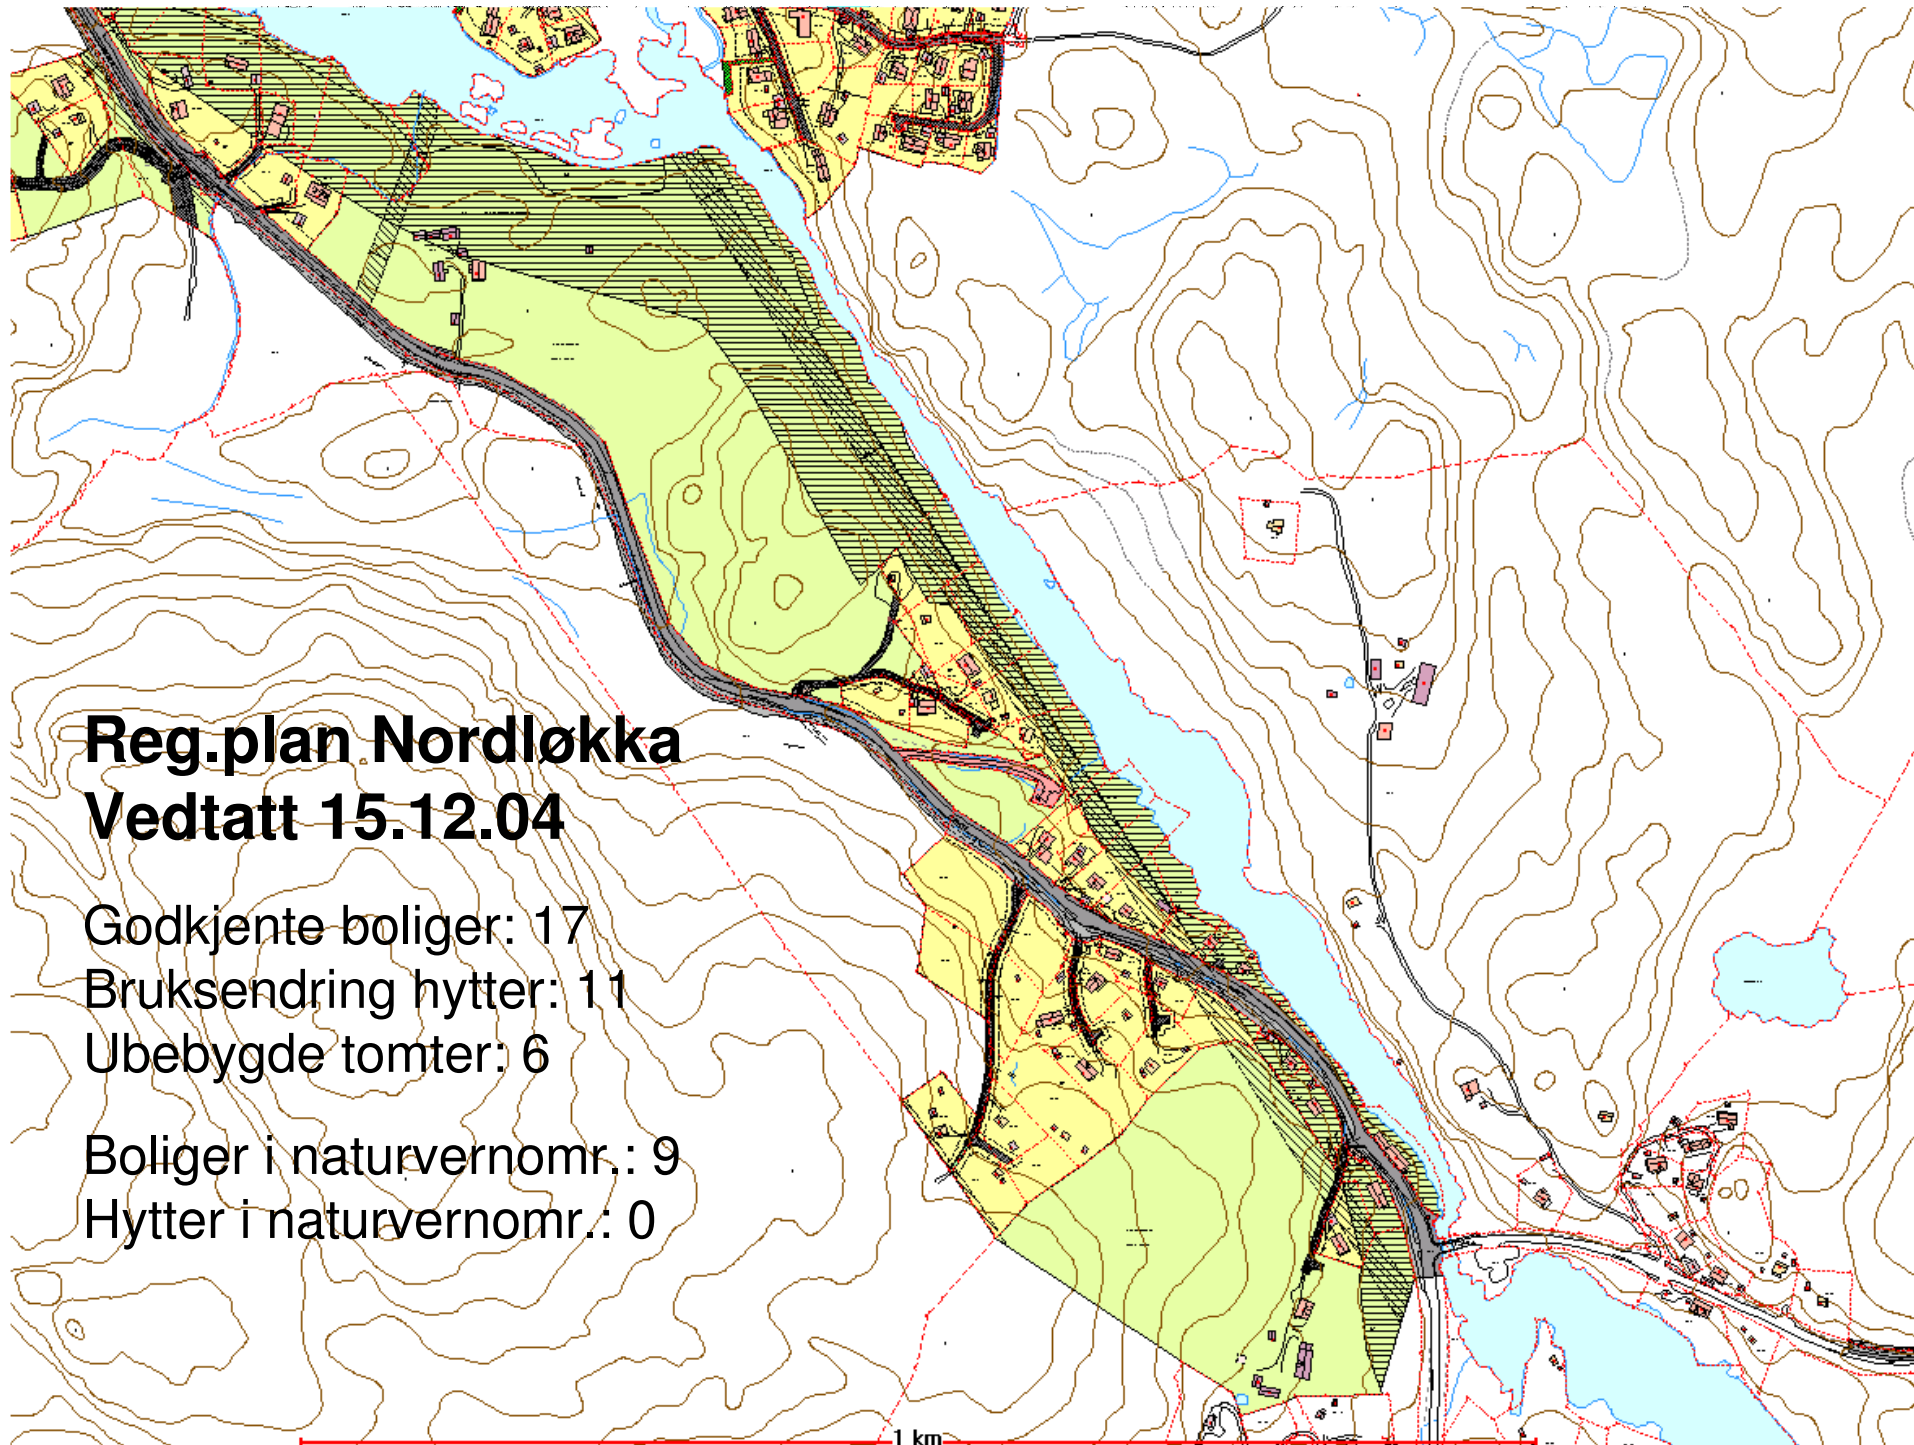 Reg.plan Nordløkka
Vedtatt 15.12.04
Godkjente boliger: 17
Bruksendring hytter: 11
Ubebygde tomter: 6
Boliger i naturvernomr.: 9
Hytter i naturvernomr.: 0
1 km